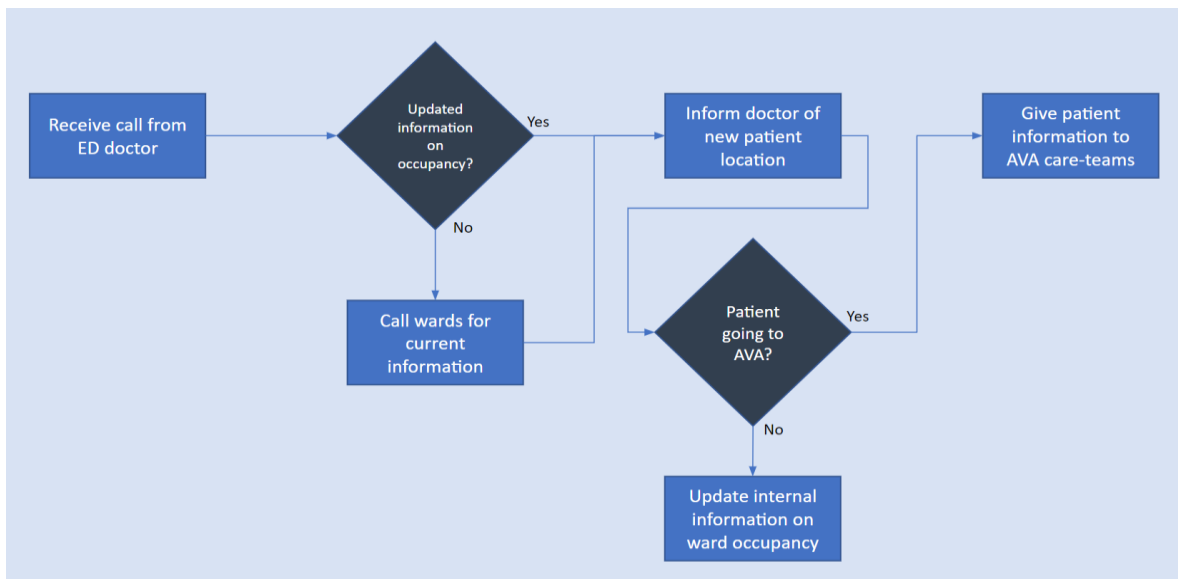 Receive call from
ED doctor
Updated
information
on
occupancy?
Yes
No
Call wards for
current
information
Inform doctor of
new patient
location
Patient
going to
AVA?
Yes
No
Give patient
information to
AVA care-teams
Update internal
information on
ward occupancy